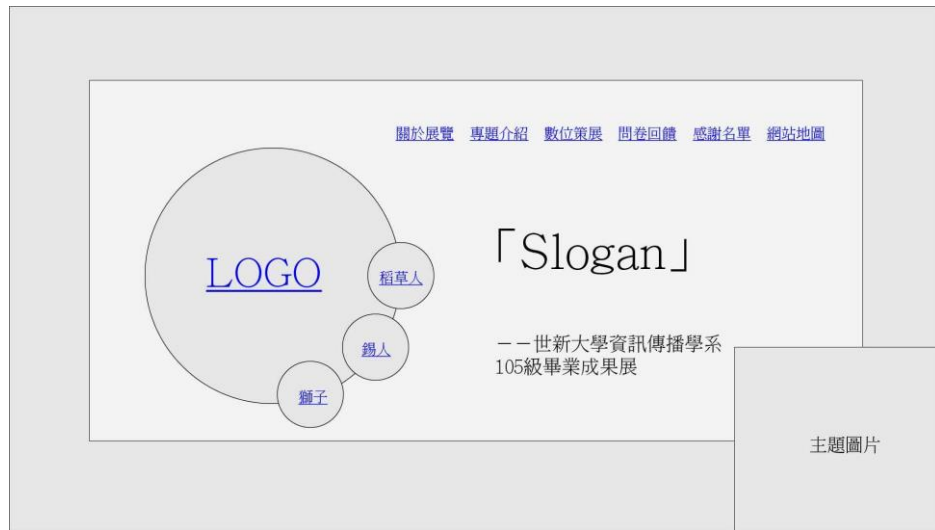 關於展覽 專題介紹 數位策展 問卷回饋 感謝名單 網站地圖
LOGO
稻草人
錫人
獅子
「Slogan」
－－世新大學資訊傳播學系
105級畢業成果展
主題圖片